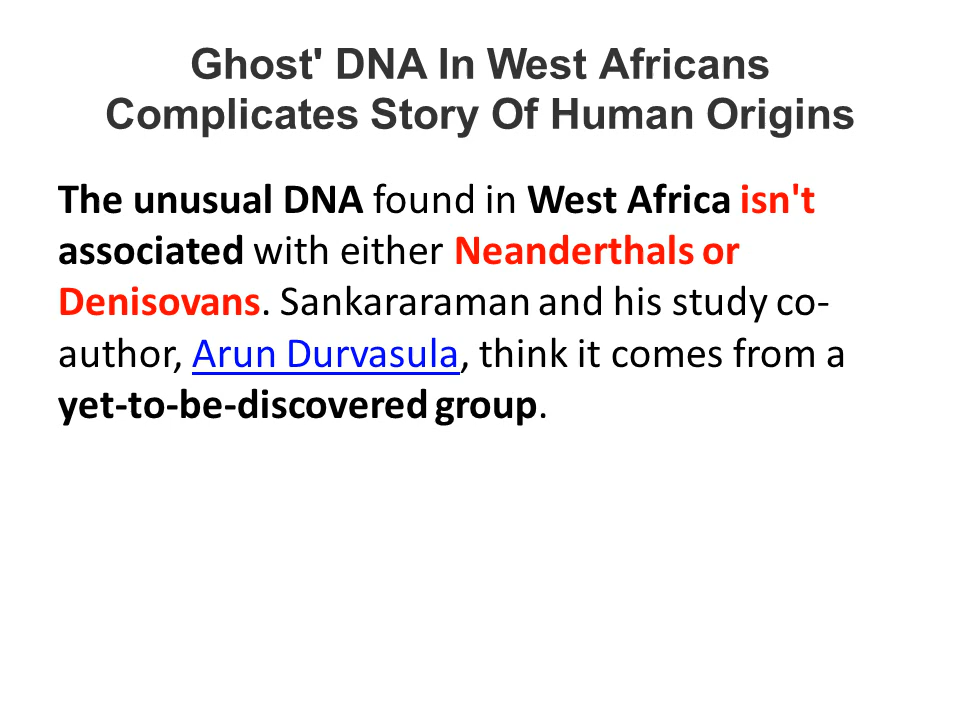 Ghost' DNA In West Africans
Complicates Story Of Human Origins
The unusual DNA found in West Africa isn't
associated with either Neanderthals or
Denisovans. Sankararaman and his study co-
author, Arun Durvasula, think it comes from a
yet-to-be-discovered group.